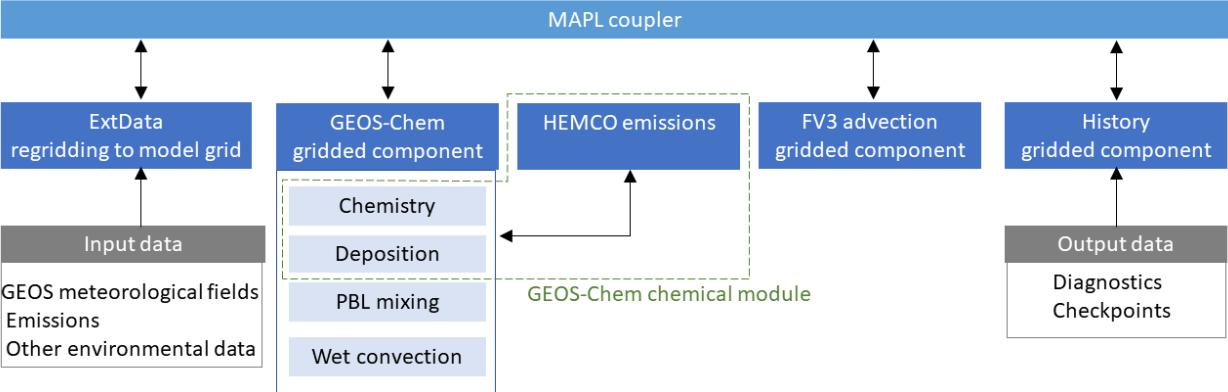 MAPL coupler
ExtData
regridding to model grid
GEOS-Chem
gridded component
HEMCO emissions
FV3 advection
gridded component
History
gridded component
Chemistry
Deposition
PBL mixing
Wet convection
GEOS-Chem chemical module
Input data
GEOS meteorological fields
Emissions
Other environmental data
Output data
Diagnostics
Checkpoints